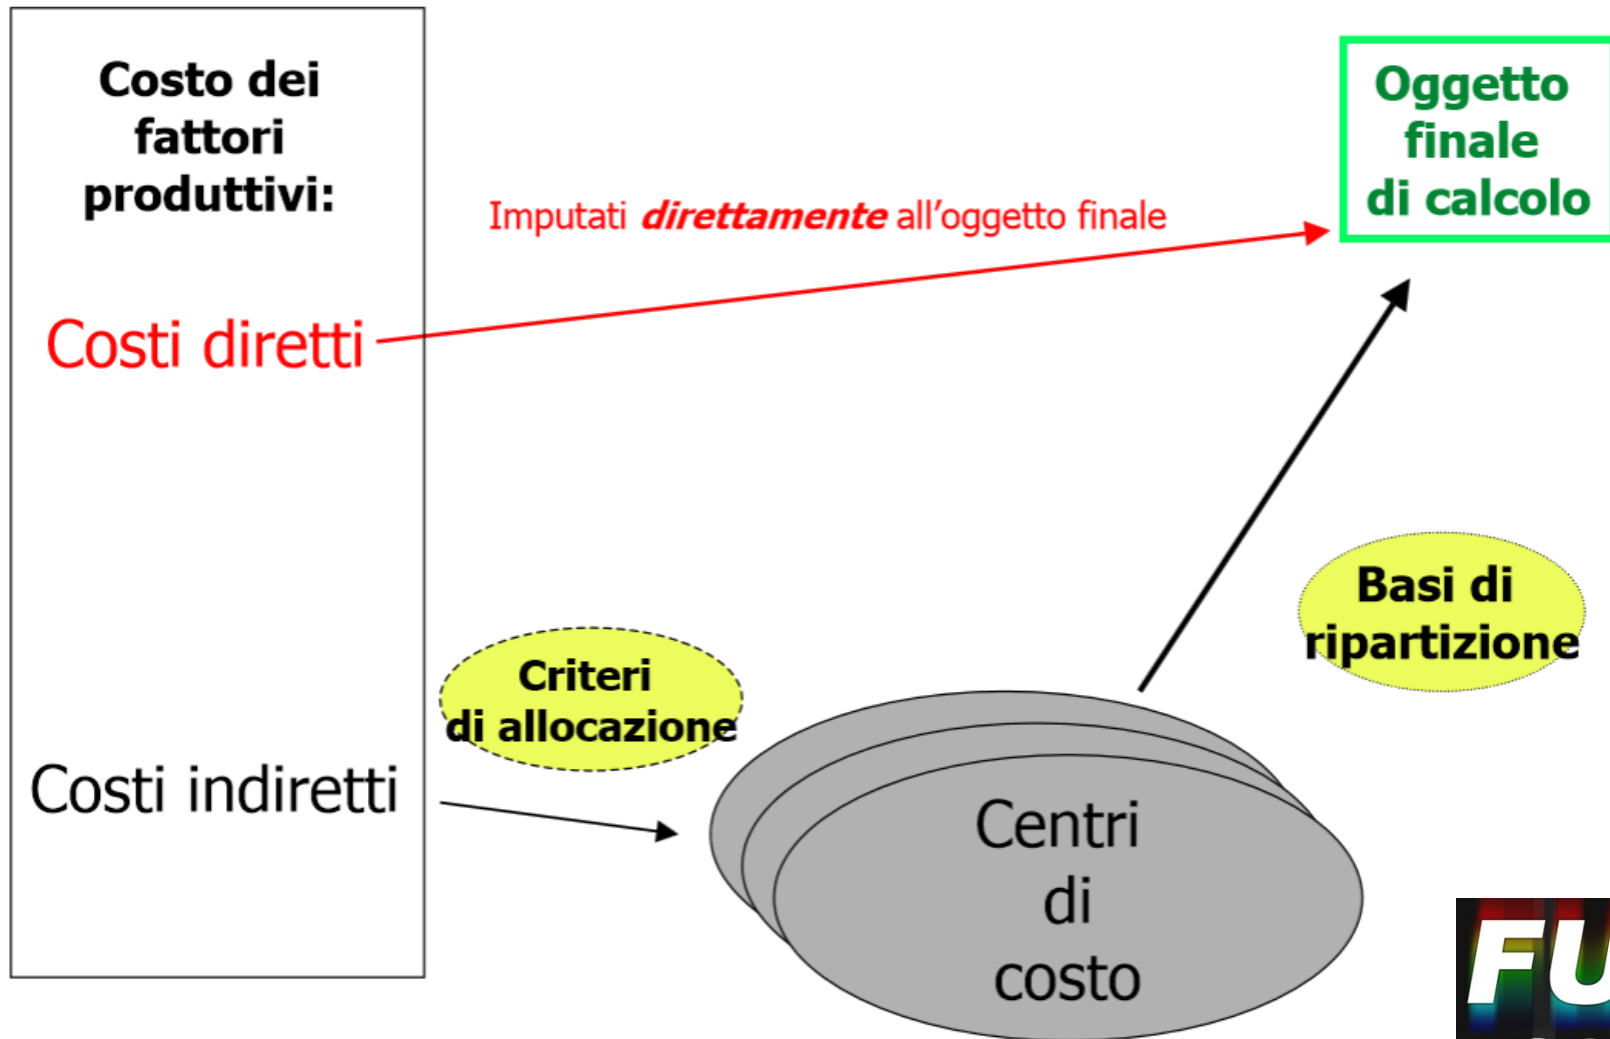 Costo dei
fattori
produttivi:
Oggetto
finale
di calcolo
Imputati direttamente all’oggetto finale
Costi diretti
Basi di
ripartizione
Criteri
di allocazione
Costi indiretti
Centri
di
costo
FU